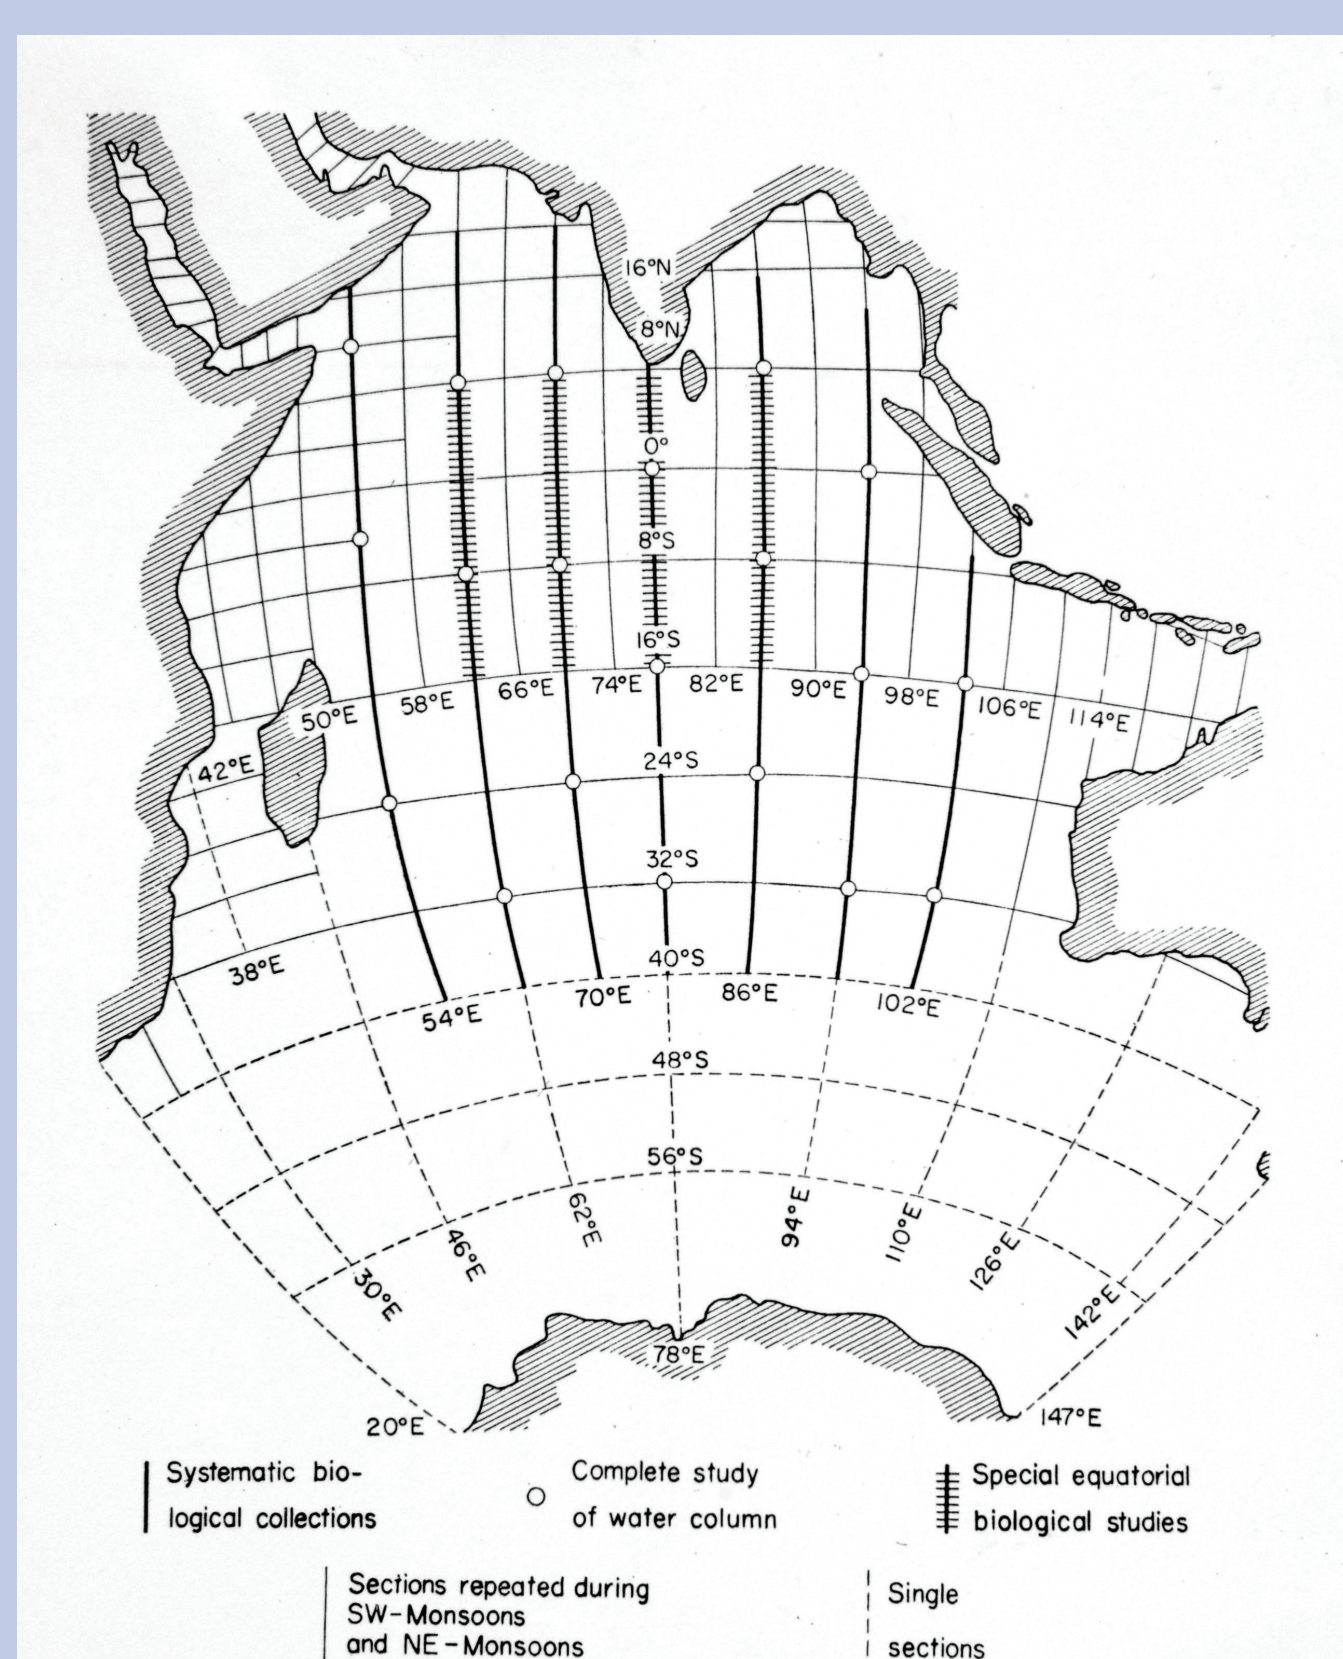 16°N
8°N
0°
8°S
16°S
50°E
58°E
66°E
74°E
82°E
90°E
98°E
106°E
114°E
42°E
24°S
32°S
38°E
40°S
54°E
70°E
86°E
102°E
48°S
56°S
62°E
94°E
46°E
110°E
30°E
126°E
142°E
78°E
20°E
147°E
Systematic bio-
logical collections
Complete study
of water column
Special equatorial
biological studies
Sections repeated during
SW-Monsoons
and NE-Monsoons
Single
sections